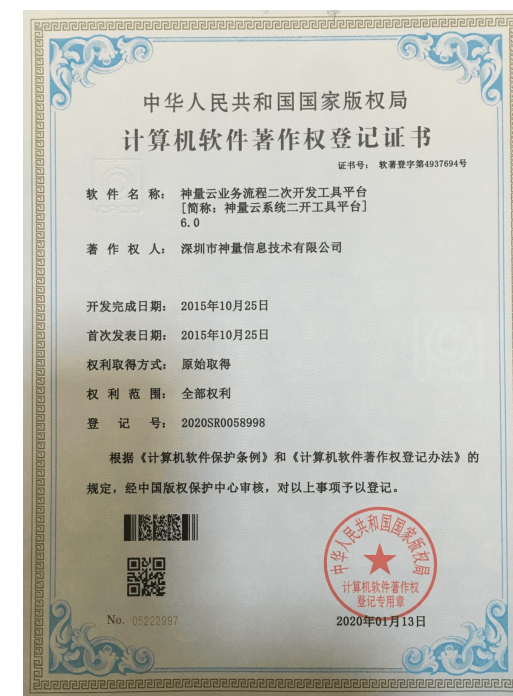 中华人民共和国国家版权局
计算机软件著作权登记证书
证书号: 软著登字第4937694号
软件名称: 神量云业务流程二次开发工具平台
[简称: 神量云系统二开工具平台]
6.0
著作权人: 深圳市神量信息技术有限公司
开发完成日期: 2015年10月25日
首次发表日期: 2015年10月25日
权利取得方式: 原始取得
权利范围: 全部权利
登记号: 2020SR0058998
根据《计算机软件保护条例》和《计算机软件著作权登记办法》的
规定，经中国版权保护中心审核，对以上事项予以登记。
中华人民共和国国家版权局
计算机软件著作权
登记专用章
No. 05222997
2020年01月13日